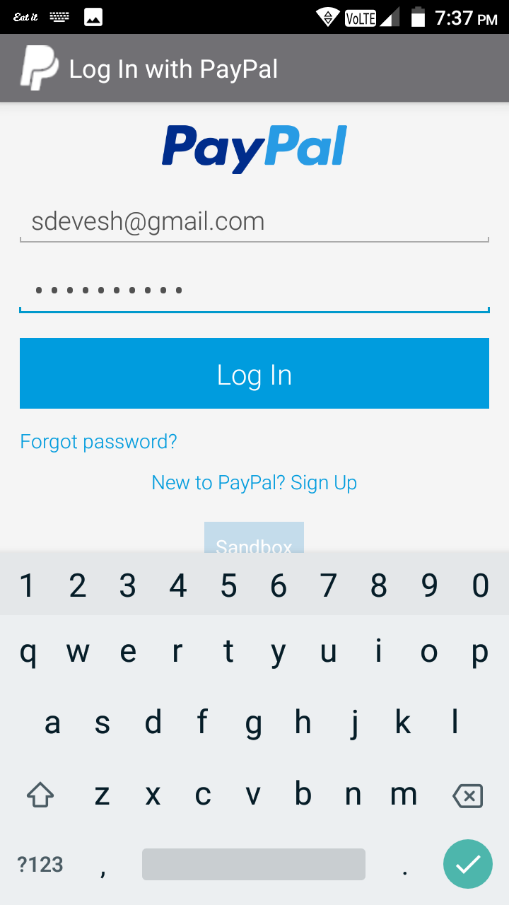 Eat it VoLTE 7:37 PM
Log In with PayPal
PayPal
sdevesh@gmail.com
••••••••••
Log In
Forgot password?
New to PayPal? Sign Up
Sandbox
1 2 3 4 5 6 7 8 9 0
q w e r t y u i o p
a s d f g h j k l
z x c v b n m
?123 , .